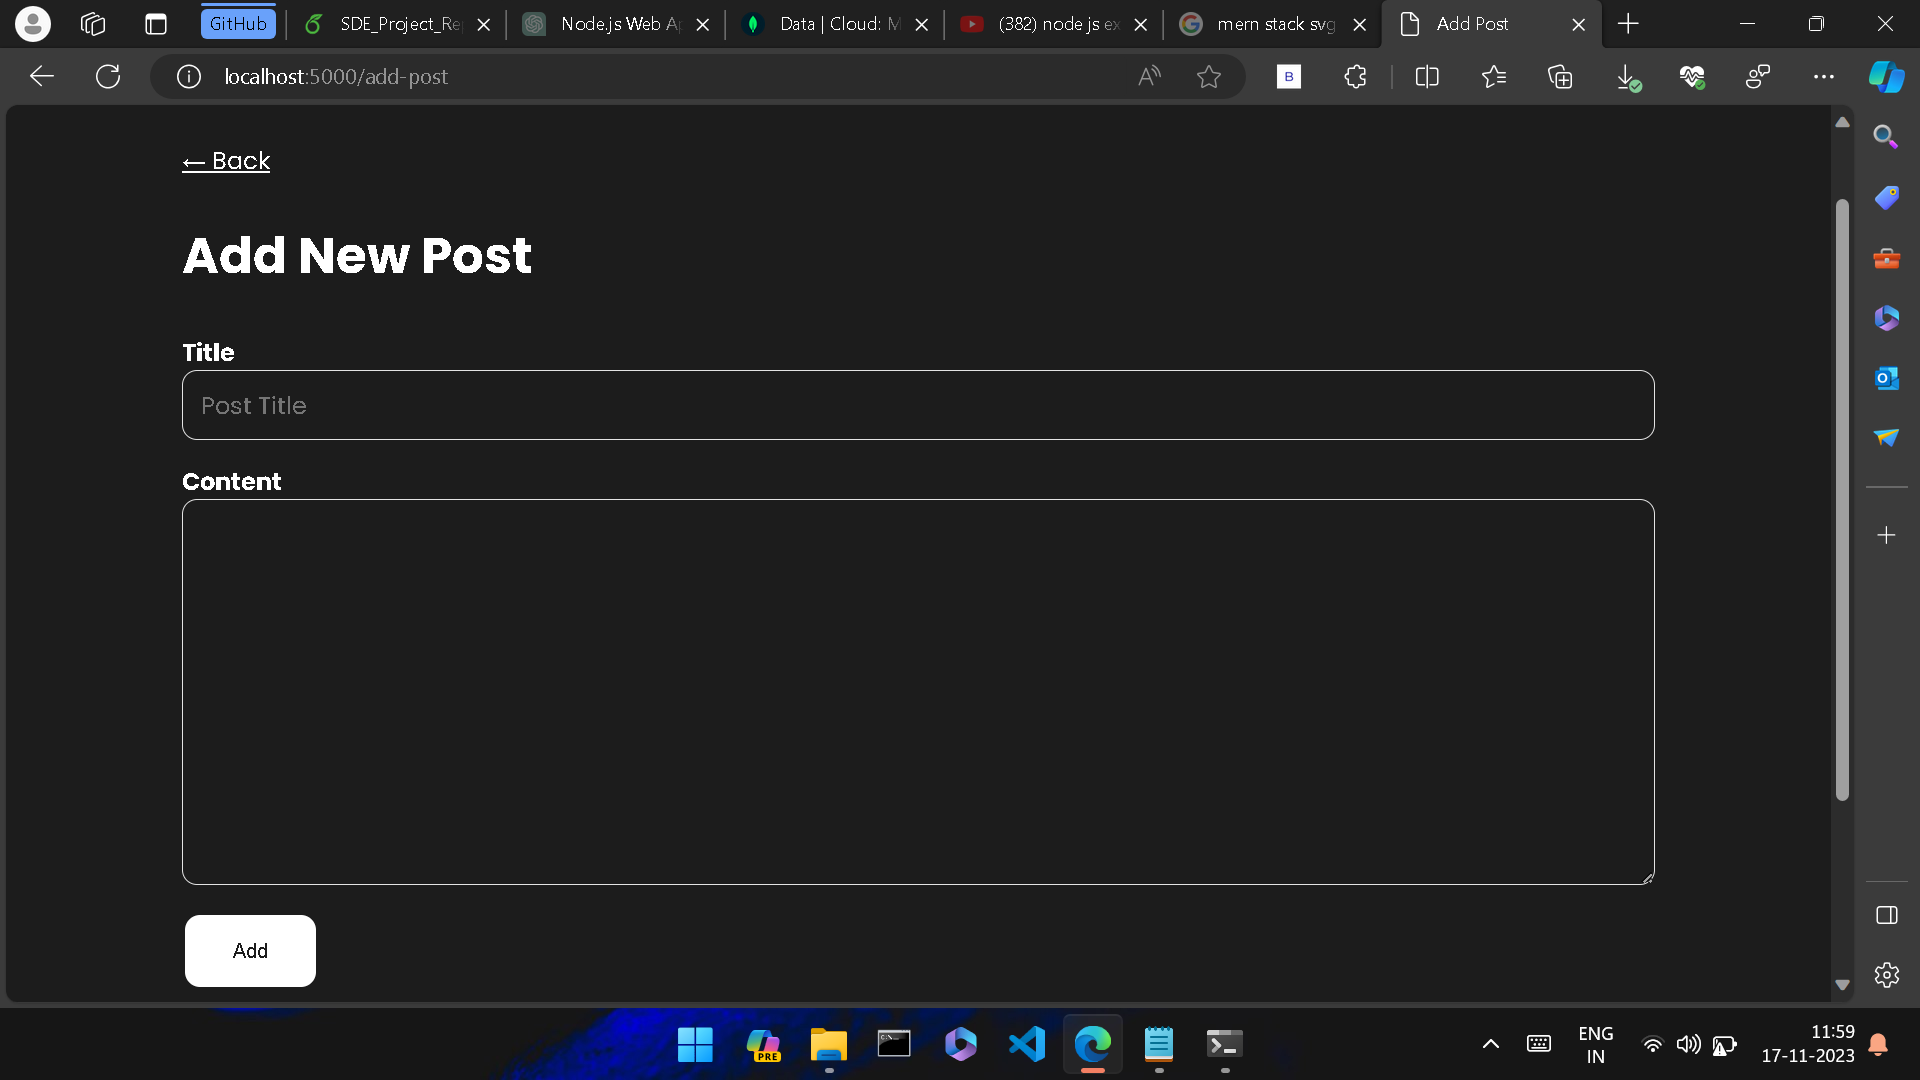 GitHub
SDE_Project_Re
Node.js Web A
Data | Cloud: M
(382) node js ex
mern stack svg
Add Post
localhost:5000/add-post
B
← Back
Add New Post
Title
Post Title
Content
Add
PRE
ENG
IN
11:59
17-11-2023